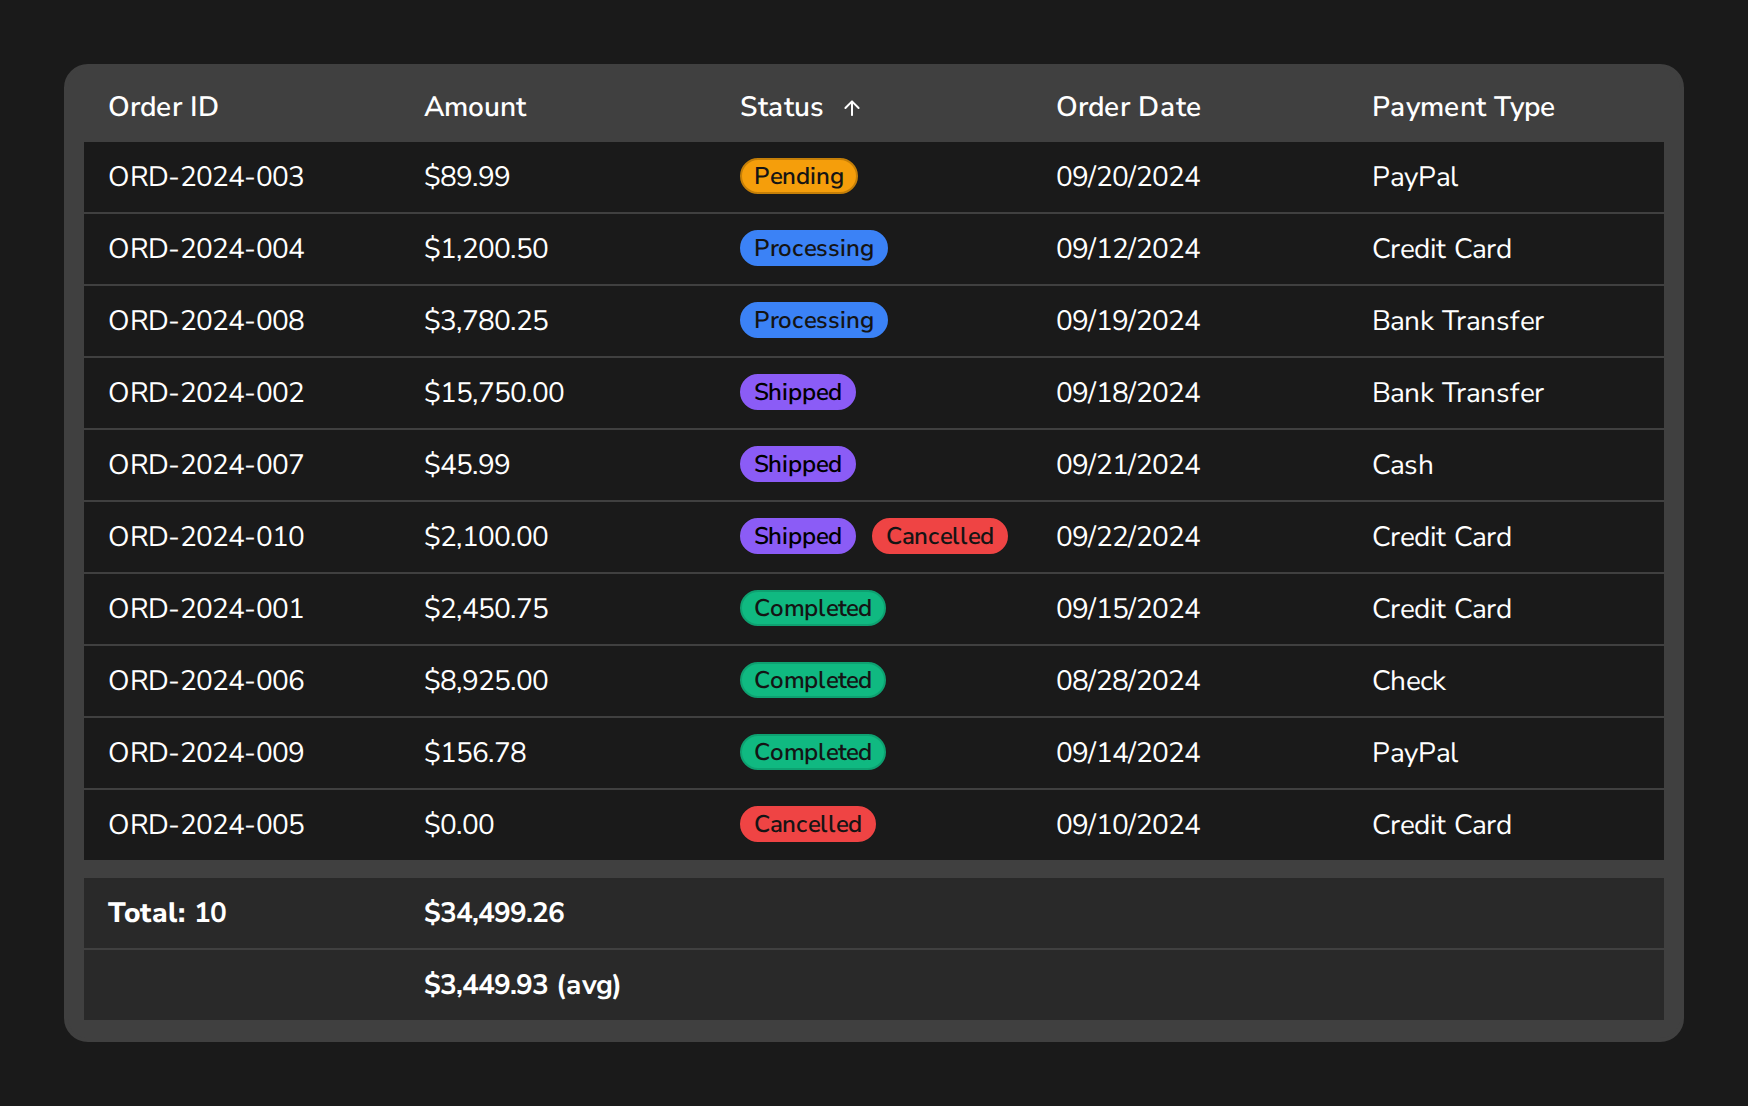 Order ID Amount Status ↑ Order Date Payment Type
ORD-2024-003 $89.99 Pending 09/20/2024 PayPal
ORD-2024-004 $1,200.50 Processing 09/12/2024 Credit Card
ORD-2024-008 $3,780.25 Processing 09/19/2024 Bank Transfer
ORD-2024-002 $15,750.00 Shipped 09/18/2024 Bank Transfer
ORD-2024-007 $45.99 Shipped 09/21/2024 Cash
ORD-2024-010 $2,100.00 Shipped Cancelled 09/22/2024 Credit Card
ORD-2024-001 $2,450.75 Completed 09/15/2024 Credit Card
ORD-2024-006 $8,925.00 Completed 08/28/2024 Check
ORD-2024-009 $156.78 Completed 09/14/2024 PayPal
ORD-2024-005 $0.00 Cancelled 09/10/2024 Credit Card
Total: 10 $34,499.26
$3,449.93 (avg)